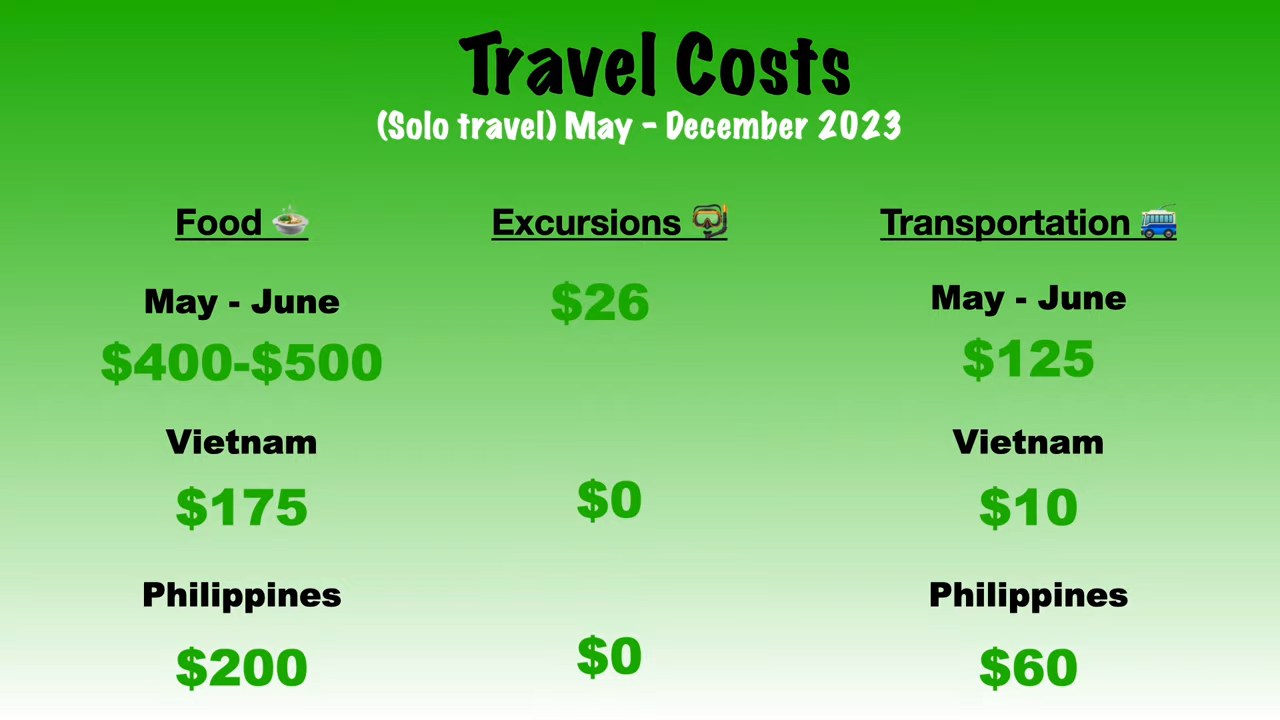 Travel Costs
(Solo travel) May - December 2023
Food
Excursions
Transportation
May - June
$26
May - June
$400-$500
$125
Vietnam
Vietnam
$175
$0
$10
Philippines
Philippines
$200
$0
$60